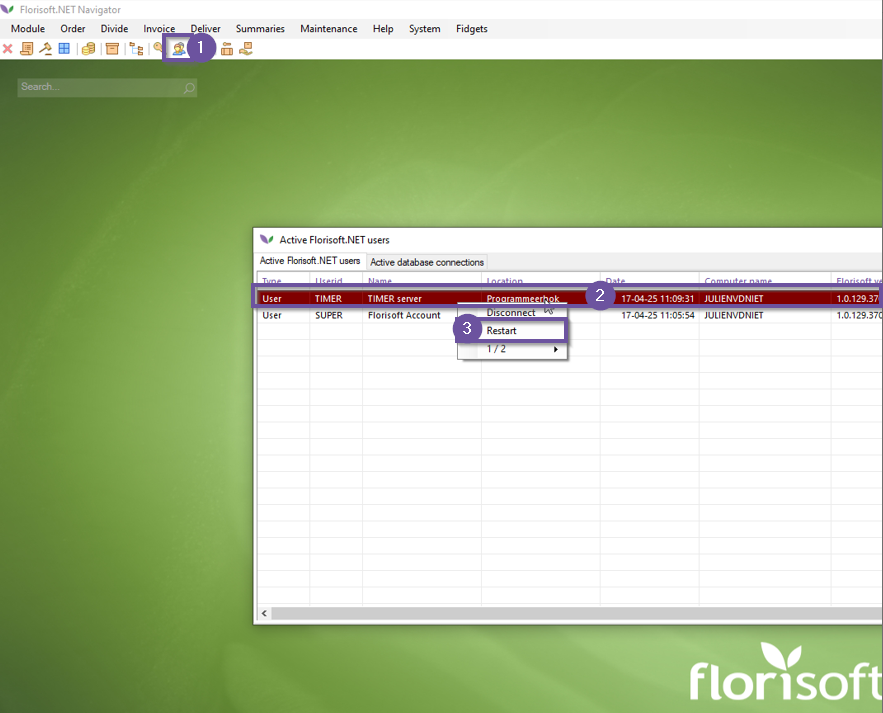 Florisoft.NET Navigator
Module Order Divide Invoice Deliver Summaries Maintenance Help System Fidgets
1
Search...
Active Florisoft.NET users
Active Florisoft.NET users Active database connections
Type Userid Name Location Date Computer name Florisoft ve
User TIMER TIMER server Programmeerhok 2 17-04-25 11:09:31 JULIENVDNIET 1.0.129.37
Disconnect
User SUPER Florisoft Account 17-04-25 11:05:54 JULIENVDNIET 1.0.129.370
3 Restart
1 / 2
florisoft